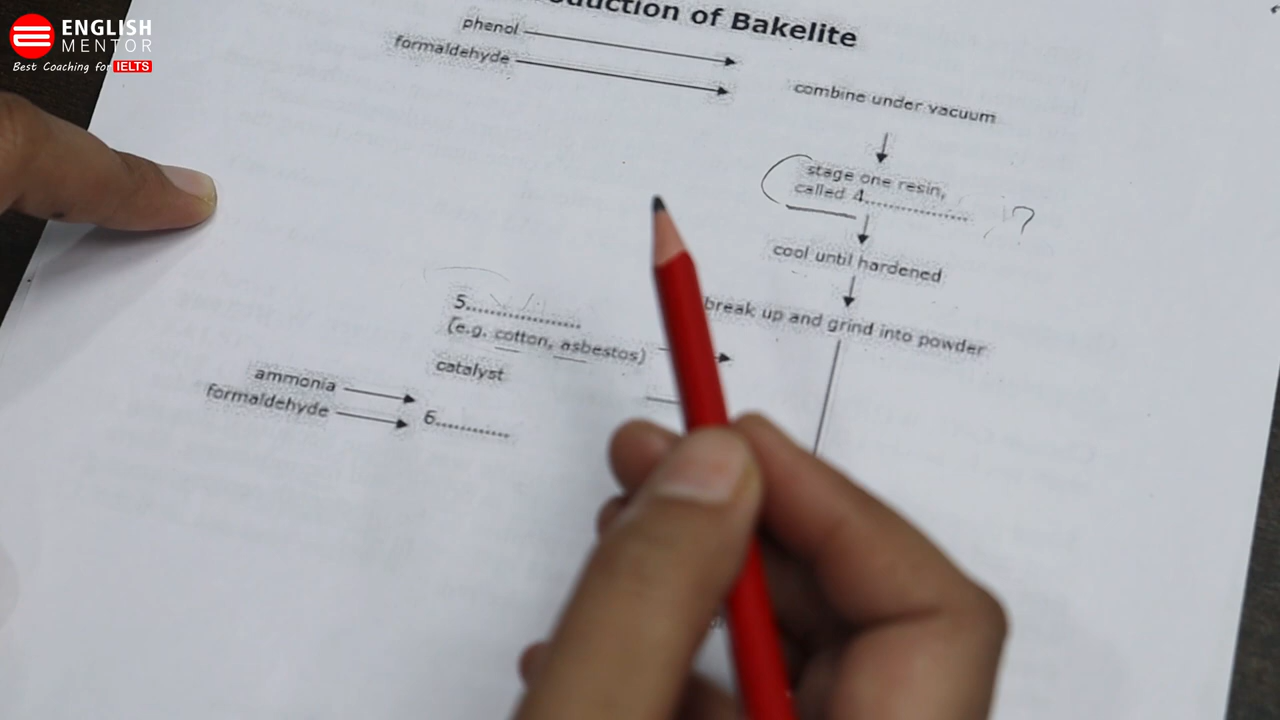 ENGLISH
MENTOR
Best Coaching for IELTS
of Bakelite
phenol
formaldehyde
combine under vacuum
stage one resin,
called 4....................
?
cool until hardened
break up and grind into powder
5......................
(e.g. cotton, asbestos)
catalyst
ammonia
formaldehyde
6..............